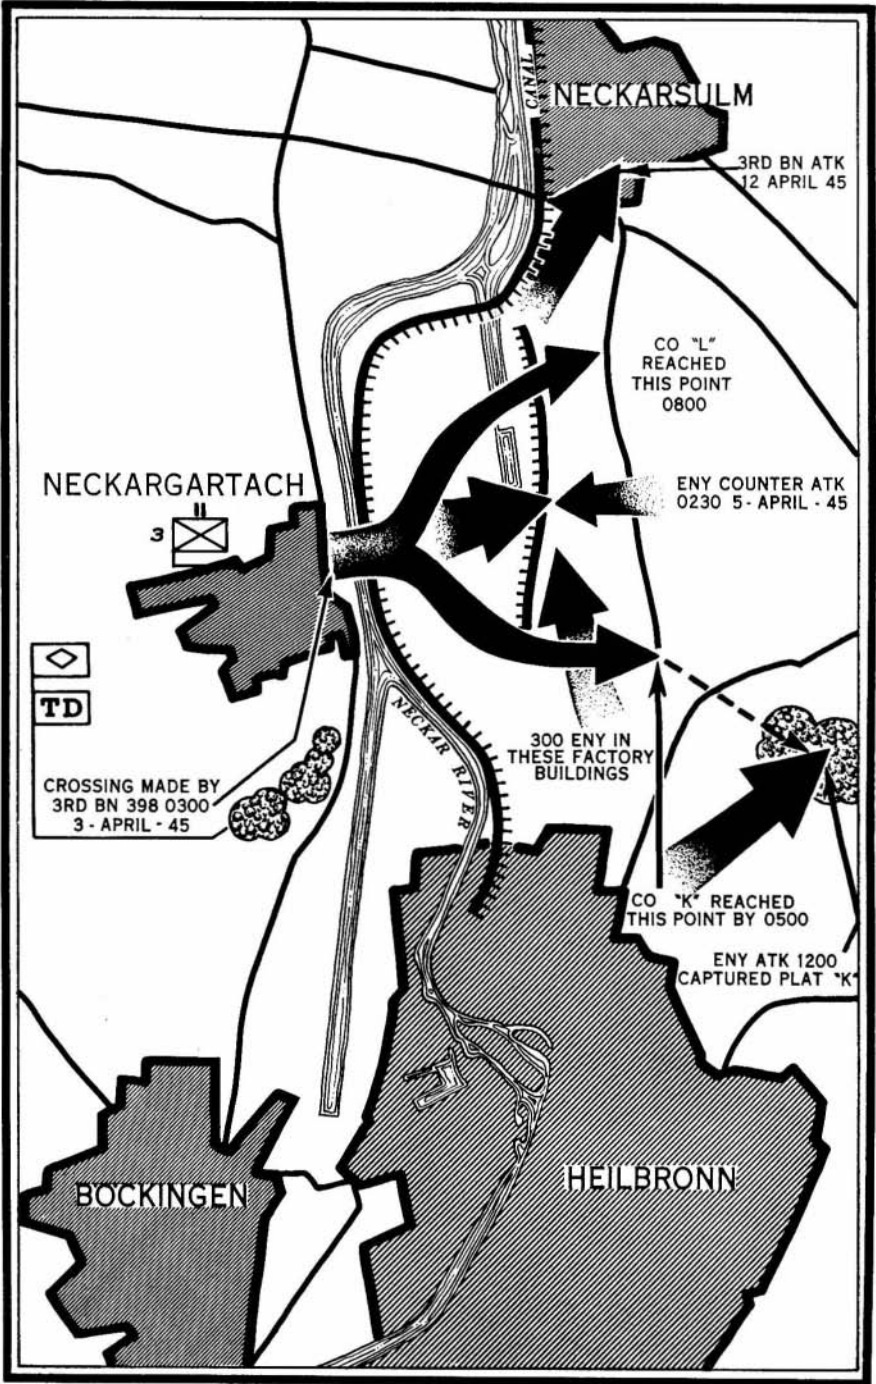 CANAL
NECKARSULM
3RD BN ATK
12 APRIL 45
CO "L"
REACHED
THIS POINT
0800
NECKARGARTACH
3
ENY COUNTER ATK
0230 5 - APRIL - 45
TD
NECKAR RIVER
300 ENY IN
THESE FACTORY
BUILDINGS
CROSSING MADE BY
3RD BN 398 0300
3 - APRIL - 45
CO "K" REACHED
THIS POINT BY 0500
ENY ATK 1200
CAPTURED PLAT "K"
BÖCKINGEN
HEILBRONN